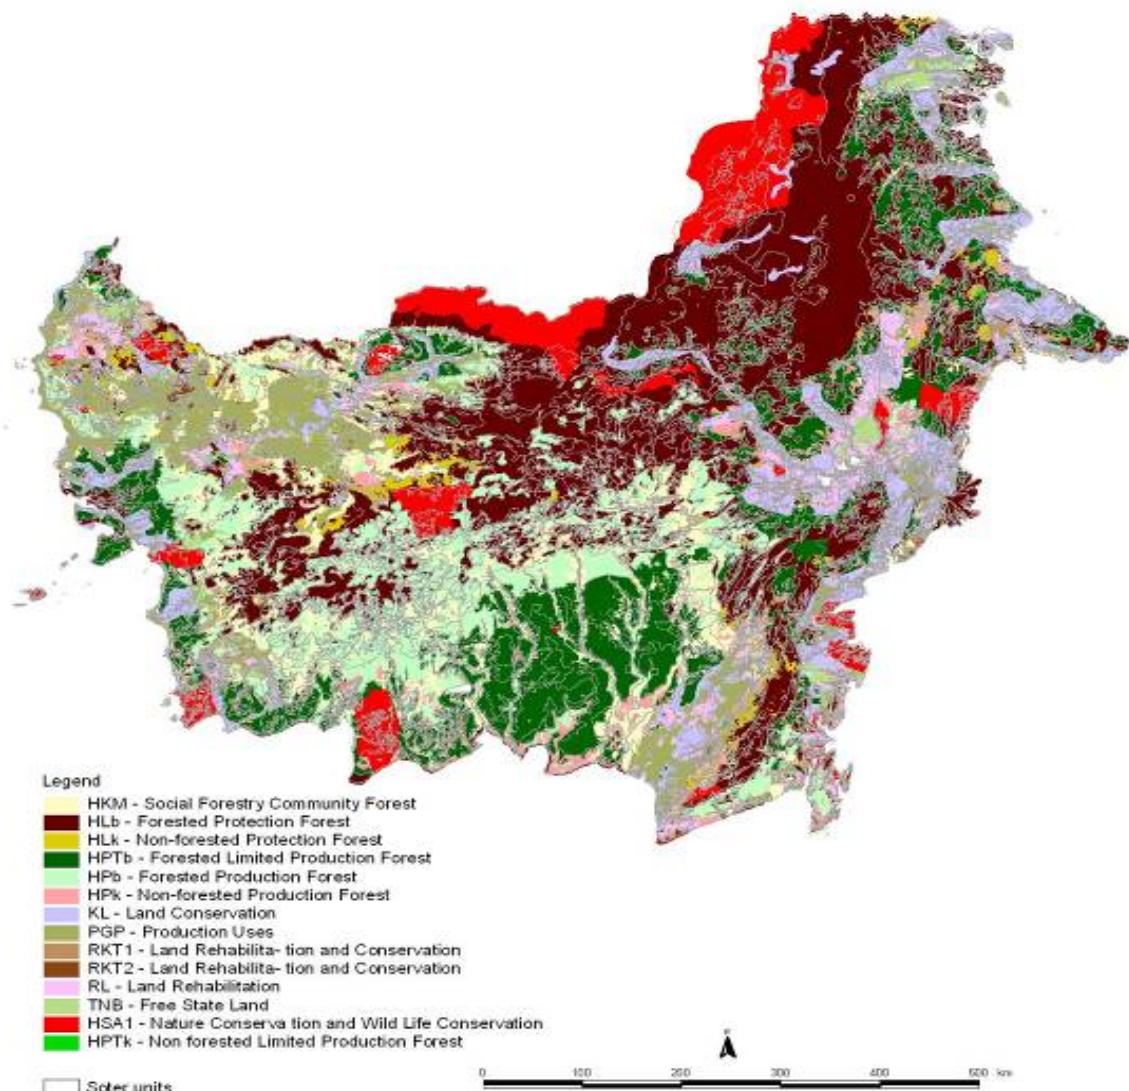 Legend
HKM - Social Forestry Community Forest
HLb - Forested Protection Forest
HLk - Non-forested Protection Forest
HPTb - Forested Limited Production Forest
HPb - Forested Production Forest
HPk - Non-forested Production Forest
KL - Land Conservation
PGP - Production Uses
RKT1 - Land Rehabilita- tion and Conservation
RKT2 - Land Rehabilita- tion and Conservation
RL - Land Rehabilitation
TNB - Free State Land
HSA1 - Nature Conserva tion and Wild Life Conservation
HPTk - Non forested Limited Production Forest
Soter units
0 100 200 300 400 500 km